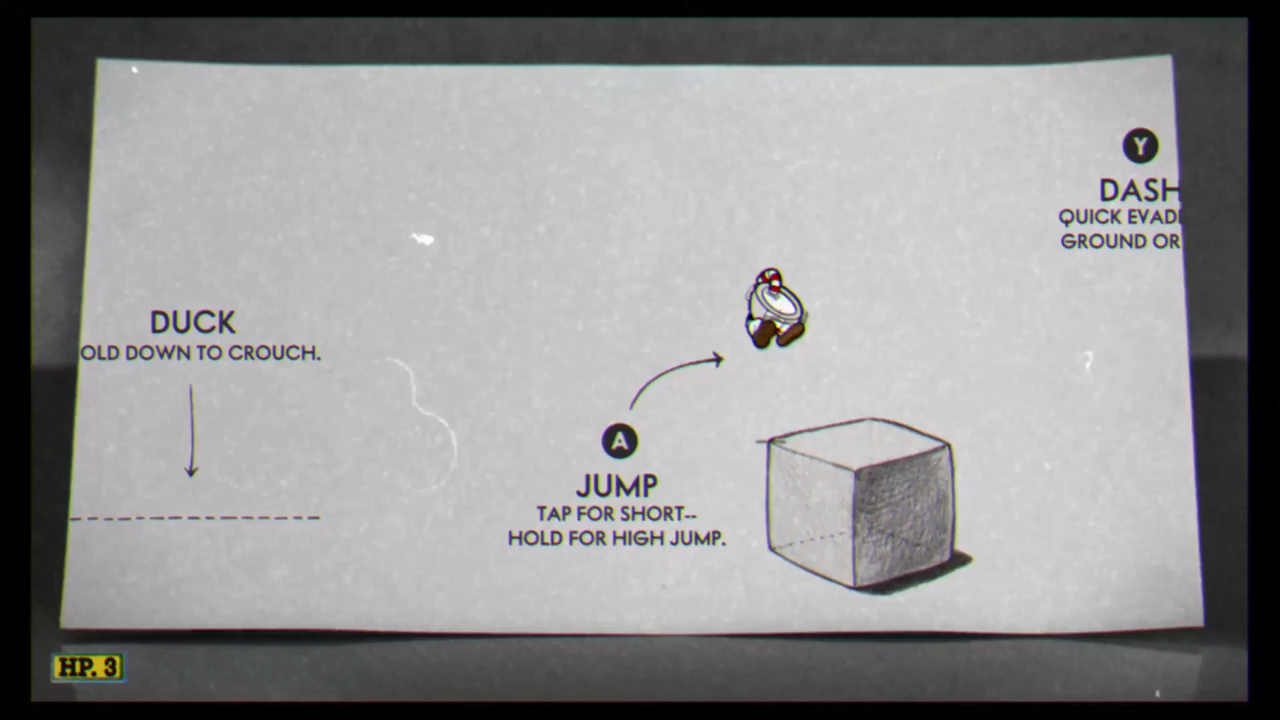 DUCK
OLD DOWN TO CROUCH.
A
JUMP
TAP FOR SHORT--
HOLD FOR HIGH JUMP.
Y
DASH
QUICK EVAD
GROUND OR
HP. 3